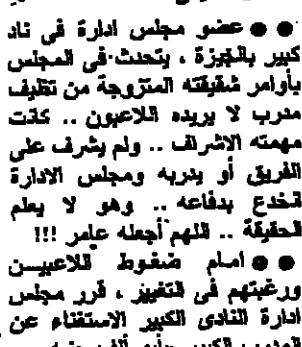 ●● عضو مجلس ادارة فى ناد
كبير بالجيزة ، يتحدث فى المجلس
بأوامر شقيقته المتزوجة من
مدرب لا يريده اللاعبون .. كانت
مهمته الاشراف .. ولم يشرف على
الفريق أو يدربه ومجلس الادارة
انخدع بدفاعه .. وهو لا يعلم
الحقيقة .. اللهم أجعله عامر !!!
●● امام ضغوط اللاعبين
ورغبتهم فى التغيير ، قرر مجلس
ادارة النادى الكبير الاستغناء عن
المدرب الكبير